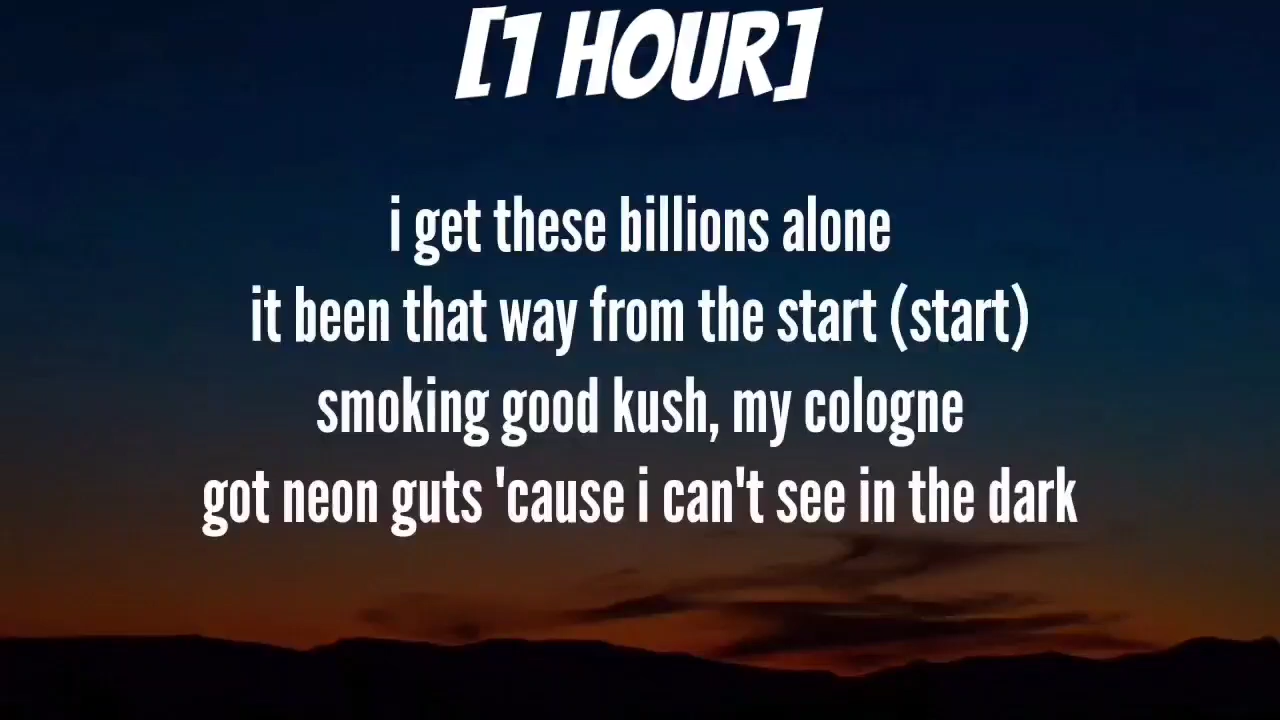 [1 HOUR]
i get these billions alone
it been that way from the start (start)
smoking good kush, my cologne
got neon guts 'cause i can't see in the dark